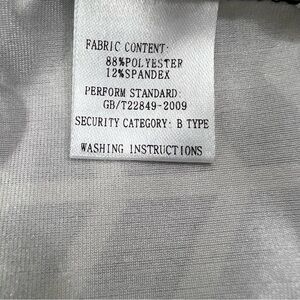 FABRIC CONTENT:
88%POLYESTER
12%SPANDEX
PERFORM STANDARD:
GB/T22849-2009
SECURITY CATEGORY: B TYPE
WASHING INSTRUCTIONS